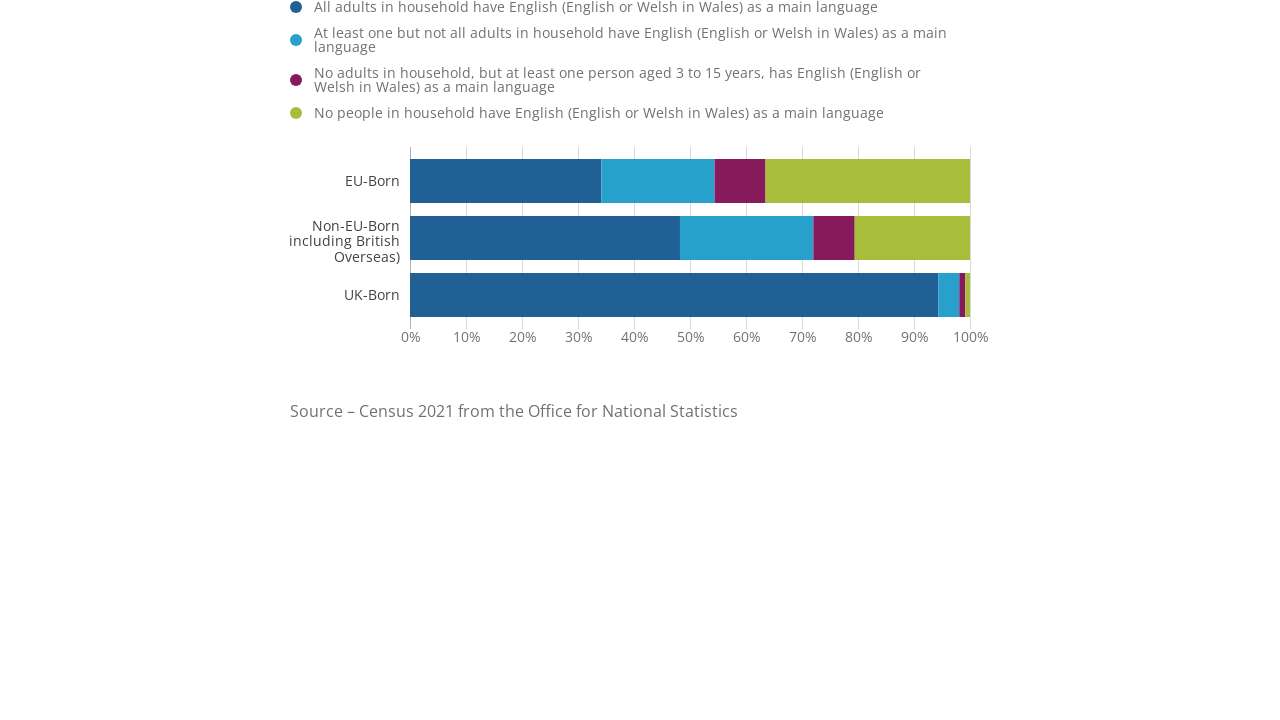 All adults in household have English (English or Welsh in Wales) as a main language
At least one but not all adults in household have English (English or Welsh in Wales) as a main
language
No adults in household, but at least one person aged 3 to 15 years, has English (English or
Welsh in Wales) as a main language
No people in household have English (English or Welsh in Wales) as a main language
EU-Born
Non-EU-Born
including British
Overseas)
UK-Born
0% 10% 20% 30% 40% 50% 60% 70% 80% 90% 100%
Source – Census 2021 from the Office for National Statistics